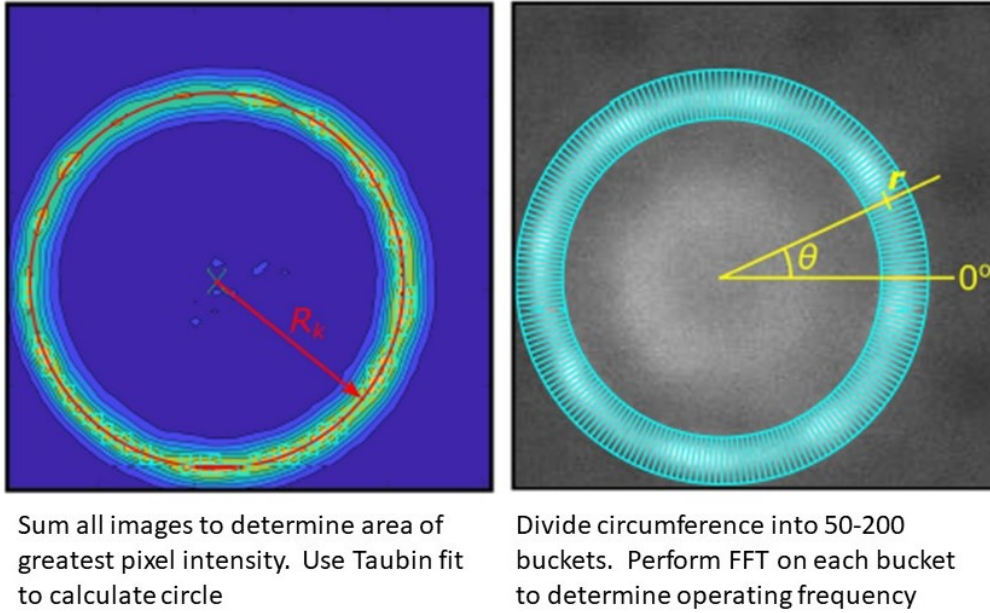 R_k
r
θ
0°
Sum all images to determine area of
greatest pixel intensity.  Use Taubin fit
to calculate circle
Divide circumference into 50-200
buckets.  Perform FFT on each bucket
to determine operating frequency